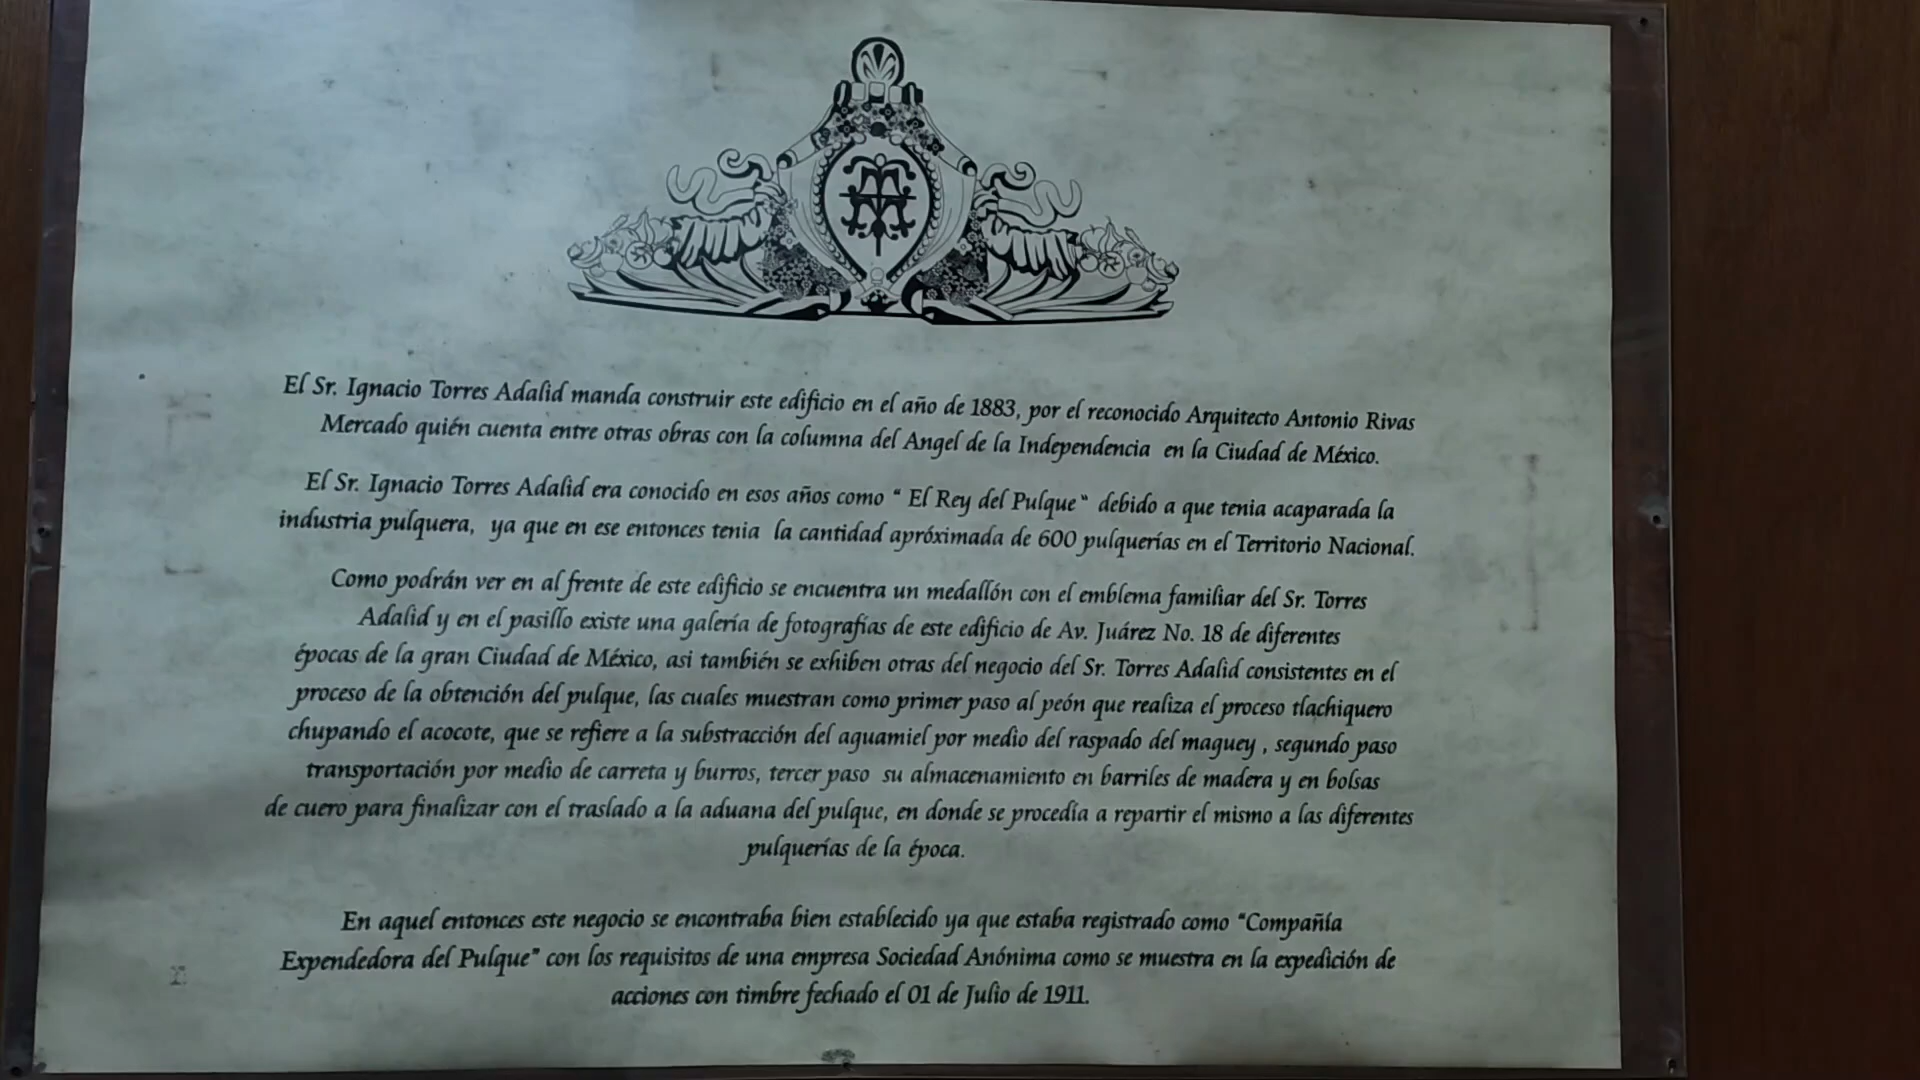 El Sr. Ignacio Torres Adalid manda construir este edificio en el año de 1883, por el reconocido Arquitecto Antonio Rivas
Mercado quién cuenta entre otras obras con la columna del Angel de la Independencia en la Ciudad de México.
El Sr. Ignacio Torres Adalid era conocido en esos años como “ El Rey del Pulque “ debido a que tenia acaparada la
industria pulquera, ya que en ese entonces tenia la cantidad apróximada de 600 pulquerías en el Territorio Nacional.
Como podrán ver en al frente de este edificio se encuentra un medallón con el emblema familiar del Sr. Torres
Adalid y en el pasillo existe una galería de fotografías de este edificio de Av. Juárez No. 18 de diferentes
épocas de la gran Ciudad de México, asi también se exhiben otras del negocio del Sr. Torres Adalid consistentes en el
proceso de la obtención del pulque, las cuales muestran como primer paso al peón que realiza el proceso tlachiquero
chupando el acocote, que se refiere a la substracción del aguamiel por medio del raspado del maguey , segundo paso
transportación por medio de carreta y burros, tercer paso su almacenamiento en barriles de madera y en bolsas
de cuero para finalizar con el traslado a la aduana del pulque, en donde se procedía a repartir el mismo a las diferentes
pulquerías de la época.
En aquel entonces este negocio se encontraba bien establecido ya que estaba registrado como “Compañía
Expendedora del Pulque” con los requisitos de una empresa Sociedad Anónima como se muestra en la expedición de
acciones con timbre fechado el 01 de Julio de 1911.